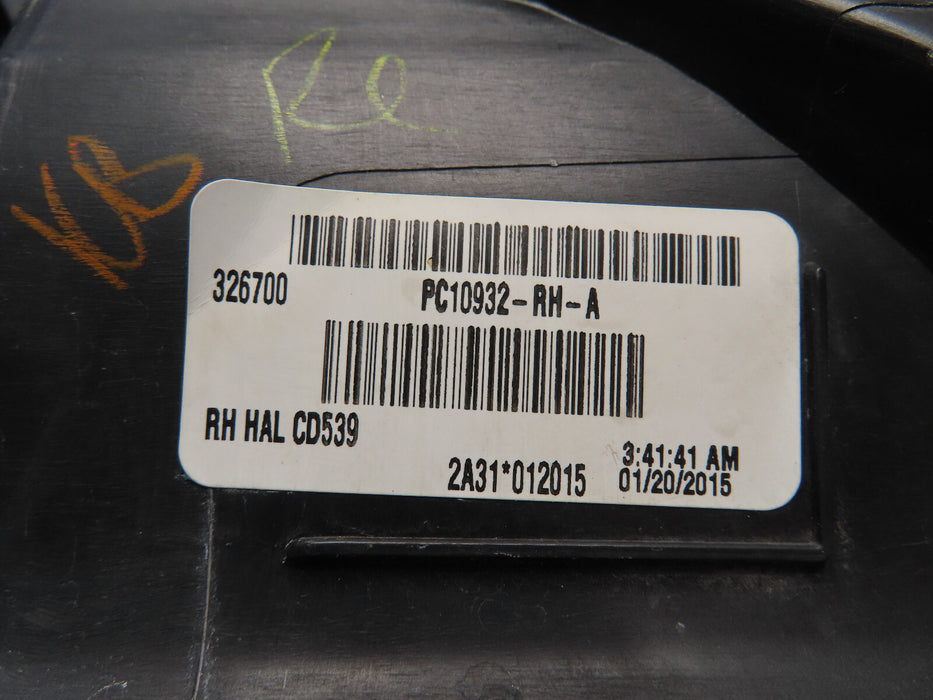 326700
PC10932-RH-A
RH HAL CD539
2A31*012015
3:41:41 AM
01/20/2015